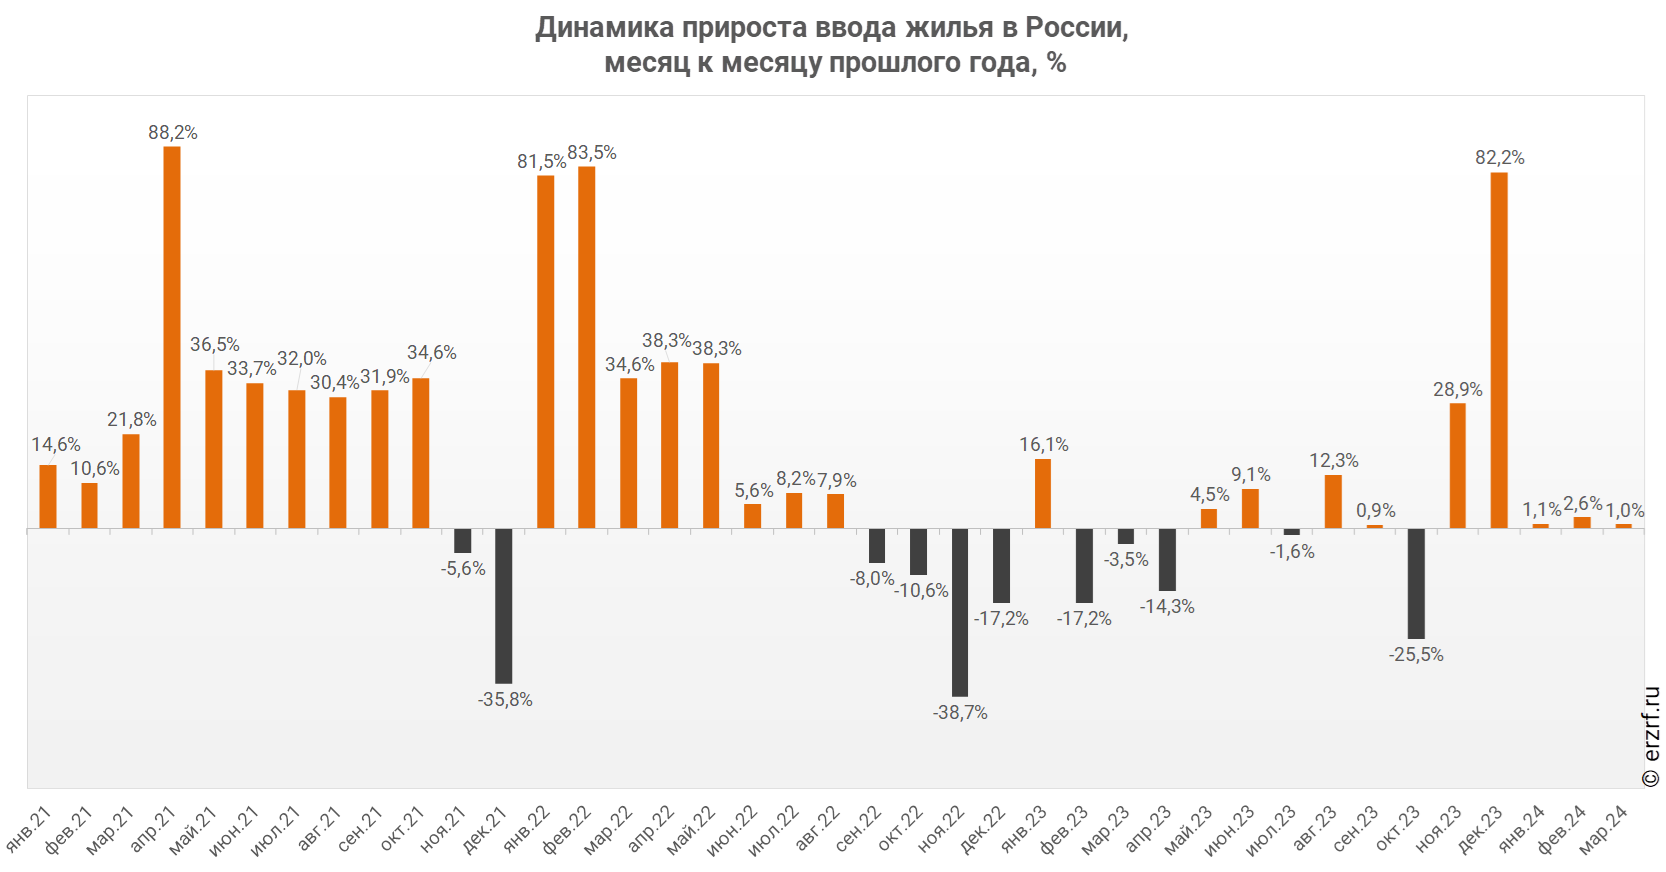 Динамика прироста ввода жилья в России,
месяц к месяцу прошлого года, %
14,6%
10,6%
21,8%
88,2%
36,5%
33,7%
32,0%
30,4%
31,9%
34,6%
-5,6%
-35,8%
81,5%
83,5%
34,6%
38,3%
38,3%
5,6%
8,2%
7,9%
-8,0%
-10,6%
-38,7%
-17,2%
16,1%
-17,2%
-3,5%
-14,3%
4,5%
9,1%
-1,6%
12,3%
0,9%
-25,5%
28,9%
82,2%
1,1%
2,6%
1,0%
янв.21
фев.21
мар.21
апр.21
май.21
июн.21
июл.21
авг.21
сен.21
окт.21
ноя.21
дек.21
янв.22
фев.22
мар.22
апр.22
май.22
июн.22
июл.22
авг.22
сен.22
окт.22
ноя.22
дек.22
янв.23
фев.23
мар.23
апр.23
май.23
июн.23
июл.23
авг.23
сен.23
окт.23
ноя.23
дек.23
янв.24
фев.24
мар.24
© erzrf.ru